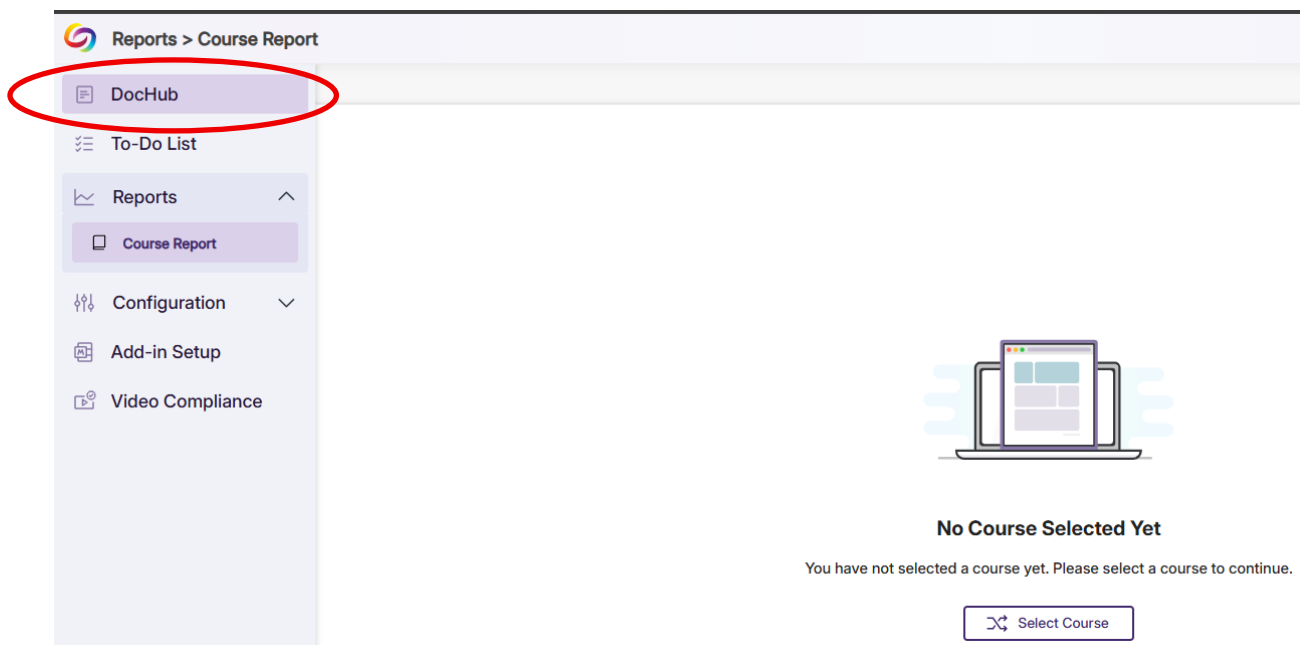 Reports > Course Report
DocHub
To-Do List
Reports
Course Report
Configuration
Add-in Setup
Video Compliance
No Course Selected Yet
You have not selected a course yet. Please select a course to continue.
Select Course